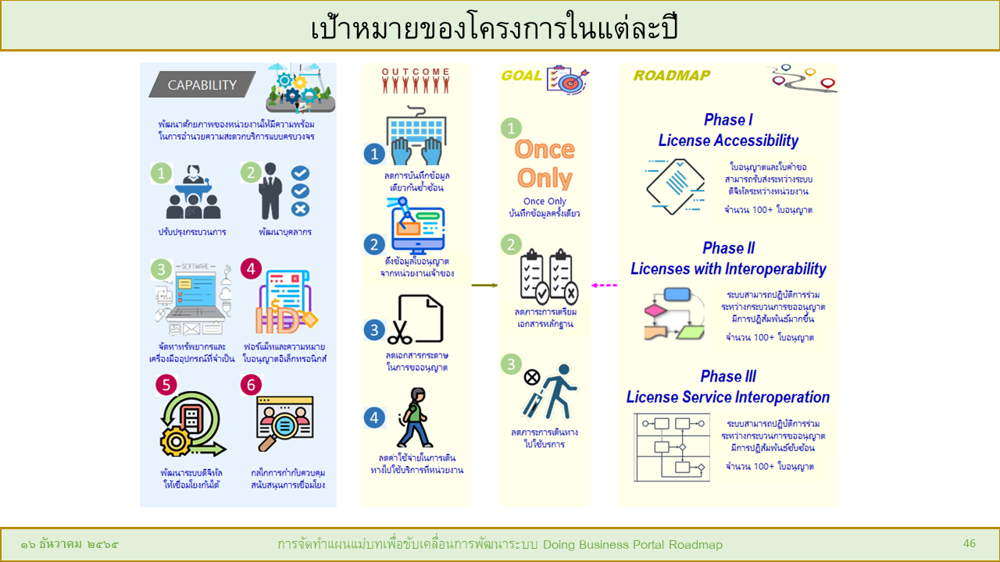 เป้าหมายของโครงการในแต่ละปี
CAPABILITY
พัฒนาศักยภาพของหน่วยงานให้มีความพร้อม
ในการอำนวยความสะดวกบริการแบบครบวงจร
1
ปรับปรุงกระบวนการ
2
พัฒนาบุคลากร
3
SOFTWARE
จัดหาทรัพยากรและ
เครื่องมืออุปกรณ์ที่จำเป็น
4
HD
ฟอร์แม็ทและความหมาย
ใบอนุญาตอิเล็กทรอนิกส์
5
พัฒนาระบบดิจิทัล
ให้เชื่อมโยงกันได้
6
กลไกการกำกับควบคุม
สนับสนุนการเชื่อมโยง
OUTCOME
1
ลดการบันทึกข้อมูล
เดียวกันซ้ำซ้อน
2
ดึงข้อมูลใบอนุญาต
จากหน่วยงานเจ้าของ
3
ลดเอกสารกระดาษ
ในการขออนุญาต
4
ลดค่าใช้จ่ายในการเดิน
ทางไปใช้บริการที่หน่วยงาน
GOAL
1
Once
Only
Once Only
บันทึกข้อมูลครั้งเดียว
2
ลดภาระการเตรียม
เอกสารหลักฐาน
3
ลดภาระการเดินทาง
ไปใช้บรการ
ROADMAP
Phase I
License Accessibility
ใบอนุญาตและใบคำขอ
สามารถรับส่งระหว่างระบบ
ดิจิทัลระหว่างหน่วยงาน
จำนวน 100+ ใบอนุญาต
Phase II
Licenses with Interoperability
ระบบสามารถปฏิบัติการร่วม
ระหว่างกระบวนการขออนุญาต
มีการปฏิสัมพันธ์มากขึ้น
จำนวน 100+ ใบอนุญาต
Phase III
License Service Interoperation
ระบบสามารถปฏิบัติการร่วม
ระหว่างกระบวนการขออนุญาต
มีการปฏิสัมพันธ์ซับซ้อน
จำนวน 100+ ใบอนุญาต
๑๖ ธันวาคม ๒๕๖๕
การจัดทำแผนแม่บทเพื่อขับเคลื่อนการพัฒนาระบบ Doing Business Portal Roadmap
46